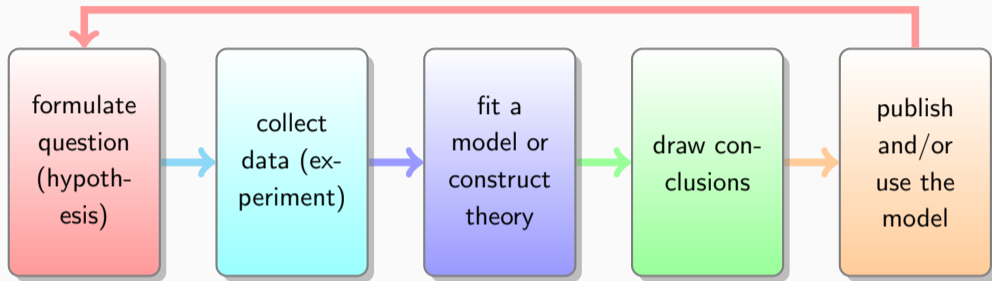 formulate
question
(hypoth-
esis)
collect
data (ex-
periment)
fit a
model or
construct
theory
draw con-
clusions
publish
and/or
use the
model